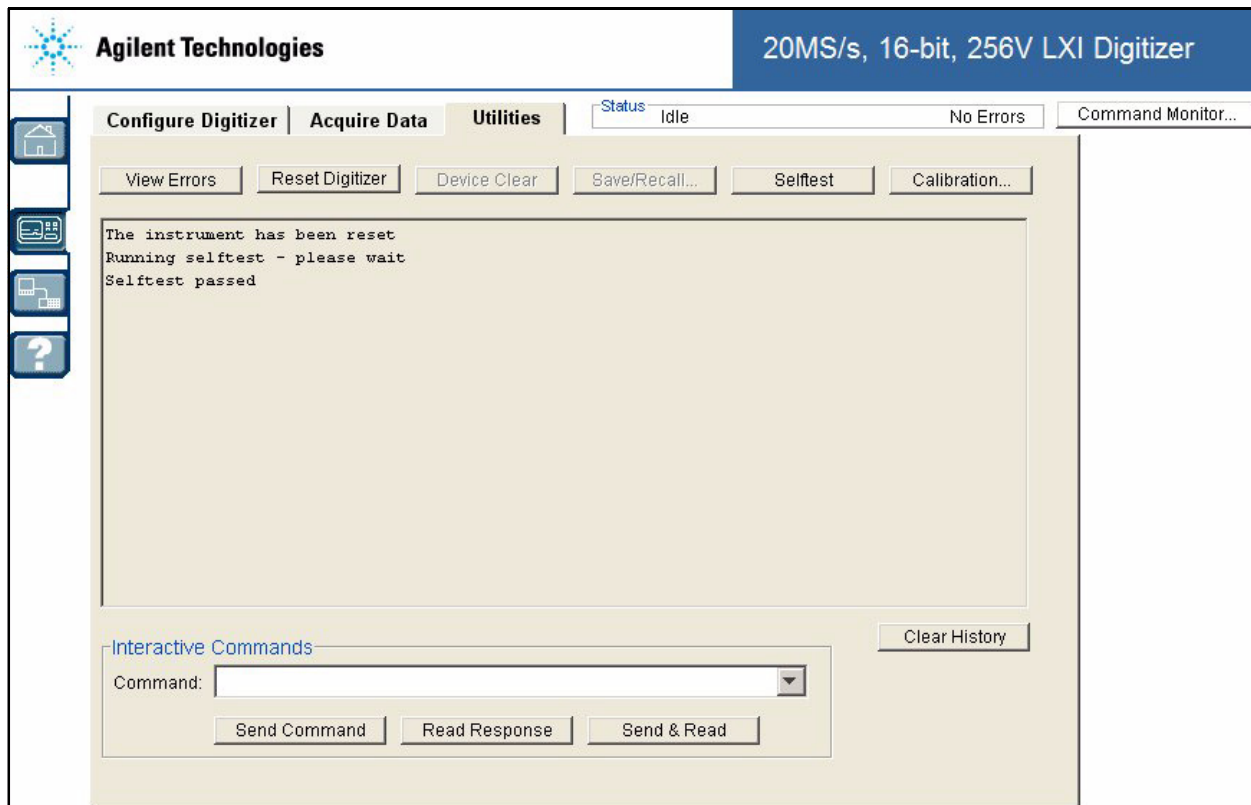 Agilent Technologies
20MS/s, 16-bit, 256V LXI Digitizer
Configure Digitizer Acquire Data Utilities
Status
Idle No Errors
Command Monitor...
View Errors Reset Digitizer Device Clear Save/Recall... Selftest Calibration...
The instrument has been reset
Running selftest - please wait
Selftest passed
Clear History
Interactive Commands
Command:
Send Command Read Response Send & Read
?